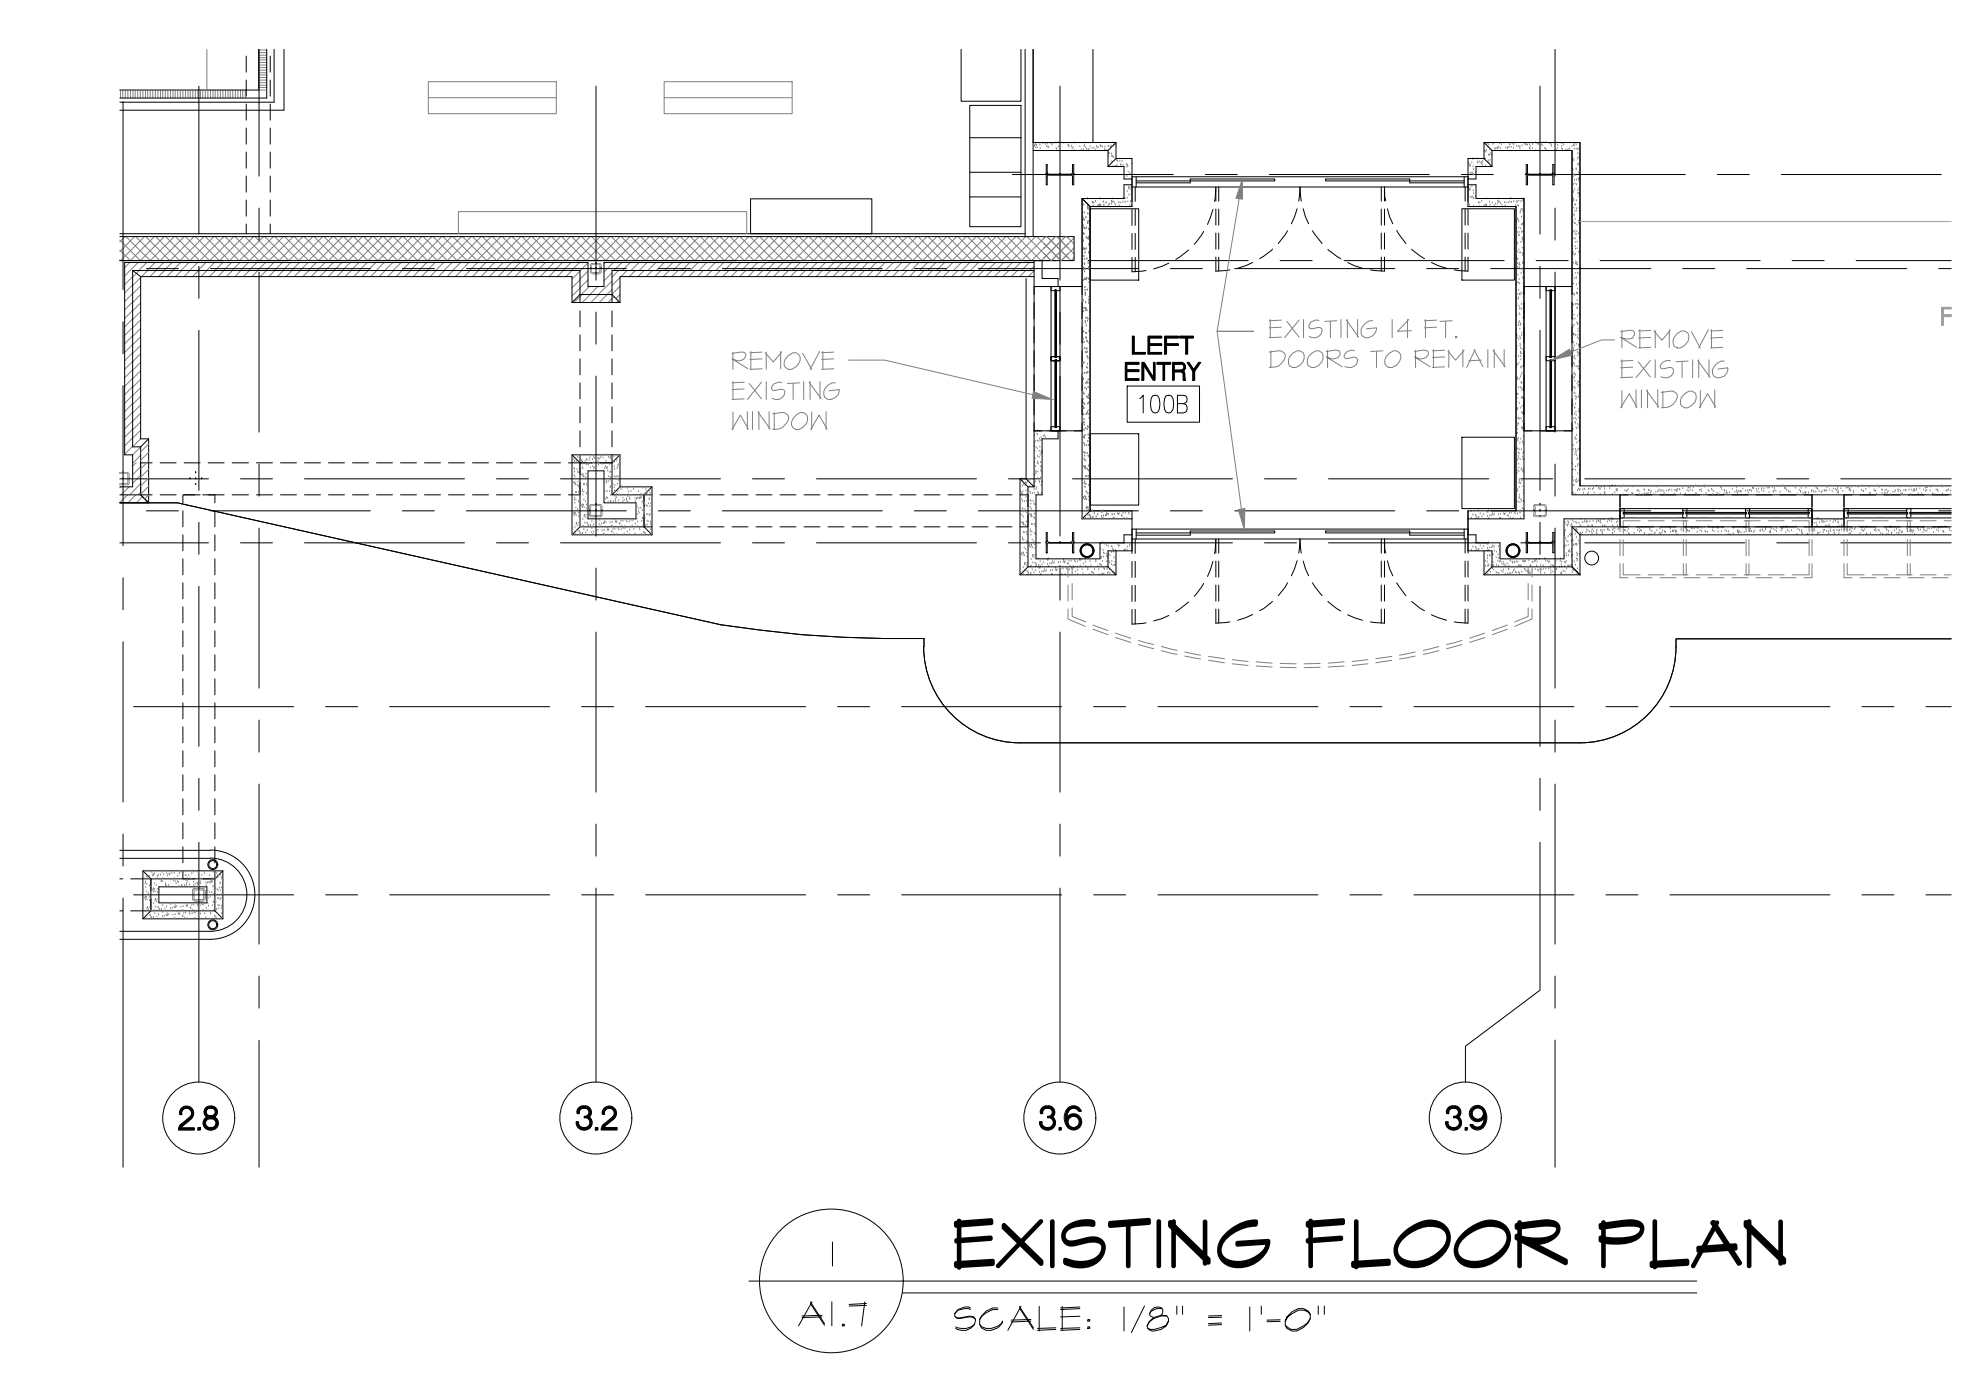 REMOVE
EXISTING
WINDOW
LEFT
ENTRY
100B
EXISTING 14 FT.
DOORS TO REMAIN
REMOVE
EXISTING
WINDOW
2.8
3.2
3.6
3.9
1
A1.7
EXISTING FLOOR PLAN
SCALE: 1/8" = 1'-0"